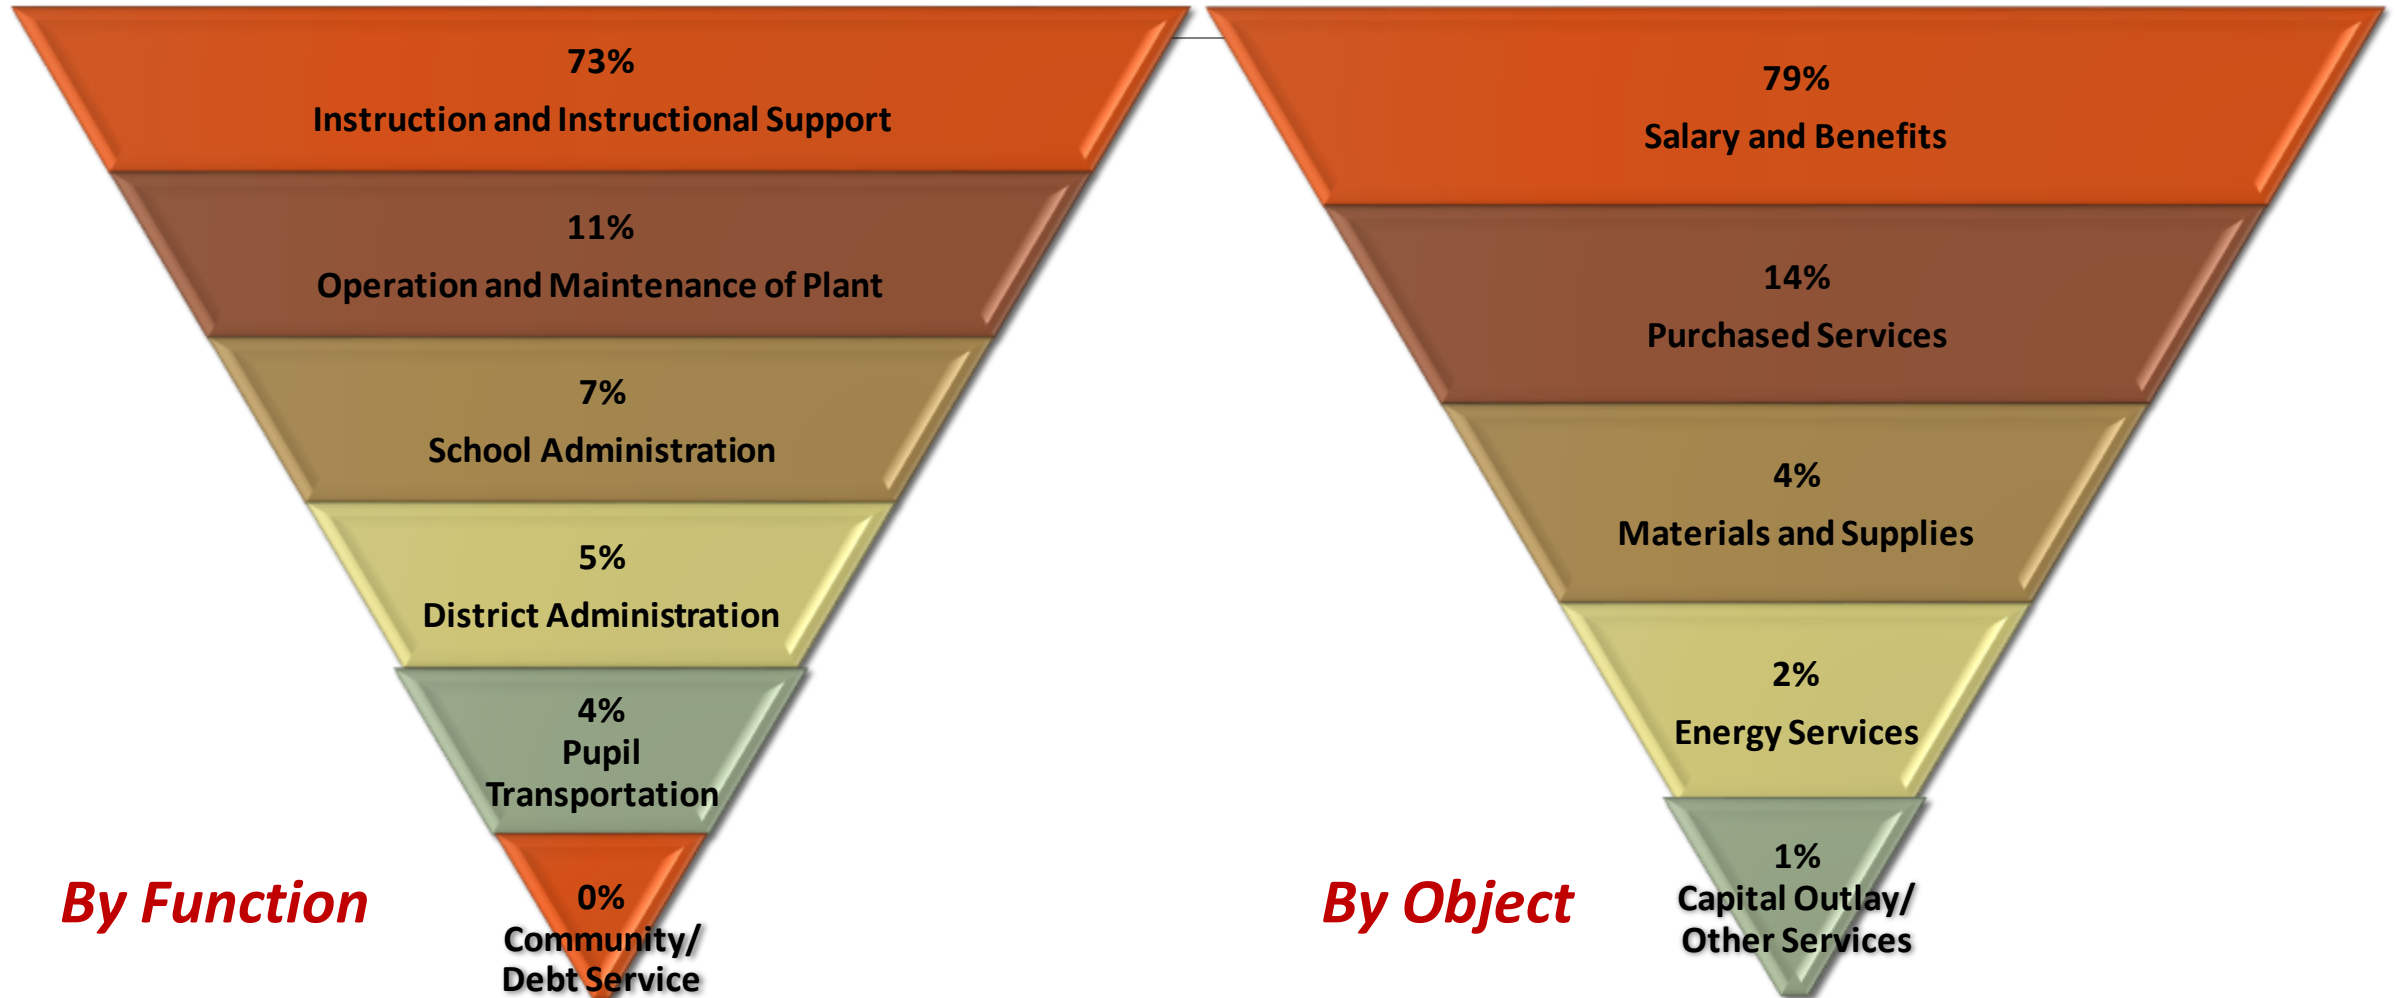 73%
Instruction and Instructional Support
11%
Operation and Maintenance of Plant
7%
School Administration
5%
District Administration
4%
Pupil
Transportation
0%
Community/
Debt Service
By Function
79%
Salary and Benefits
14%
Purchased Services
4%
Materials and Supplies
2%
Energy Services
1%
Capital Outlay/
Other Services
By Object